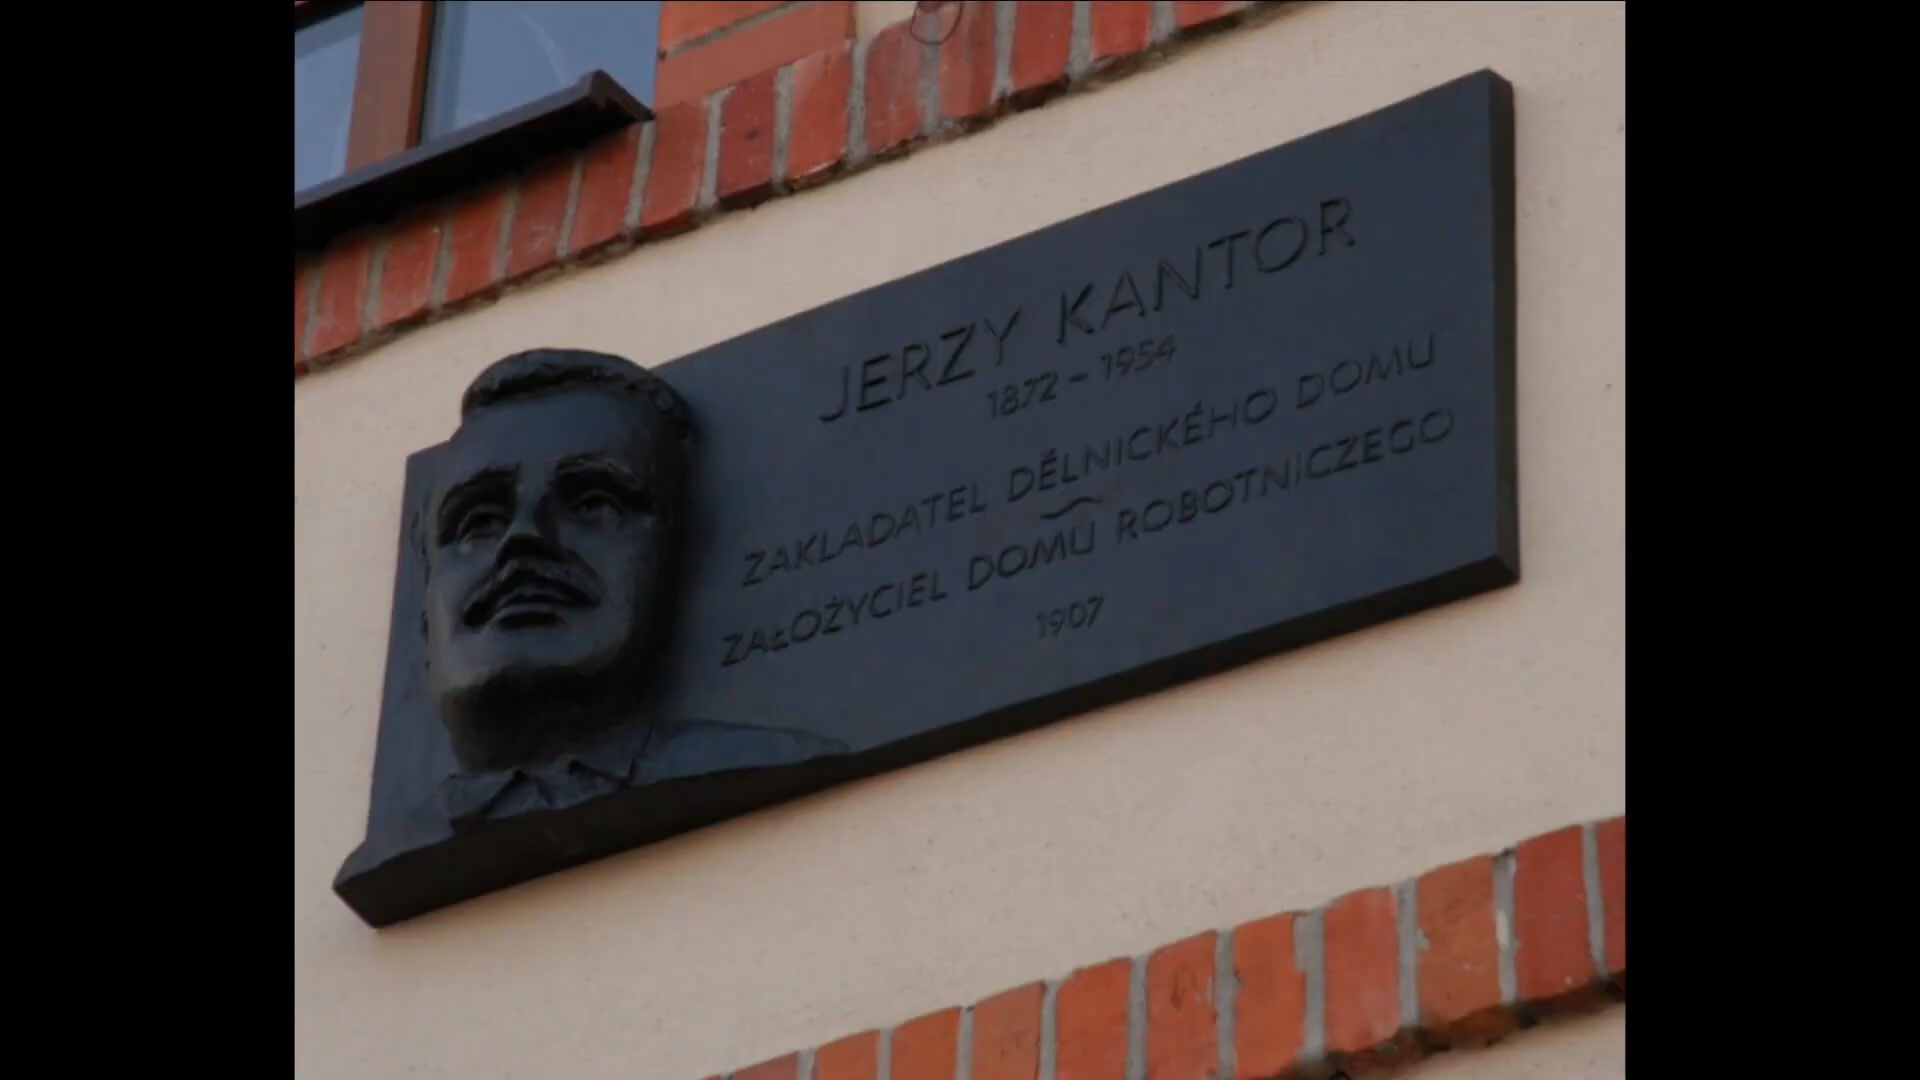 JERZY KANTOR
1872 – 1954
ZAKLADATEL DĚLNICKÉHO DOMU
ZAŁOŻYCIEL DOMU ROBOTNICZEGO
1907